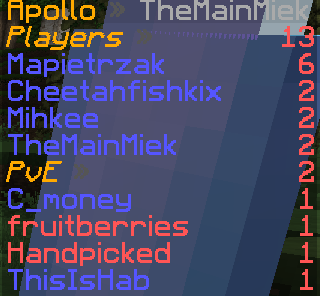 Apollo » TheMainMiek
Players 13
Mapietrzak 6
Cheetahfishkix 2
Mihkee 2
TheMainMiek 2
PvE 2
C_money 1
fruitberries 1
Handpicked 1
ThisIsHab 1